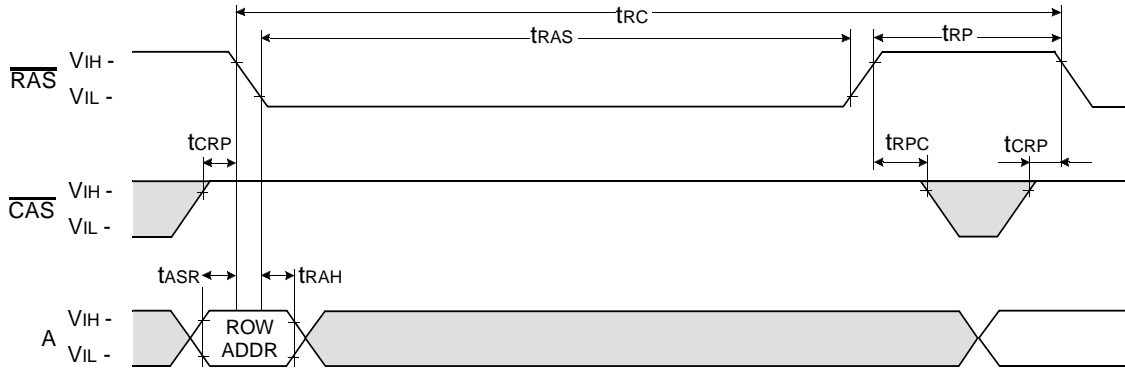 tRC
tRAS
tRP
RAS
VIH -
VIL -
tCRP
tRPC
tCRP
CAS
VIH -
VIL -
tASR
tRAH
A
VIH -
VIL -
ROW
ADDR